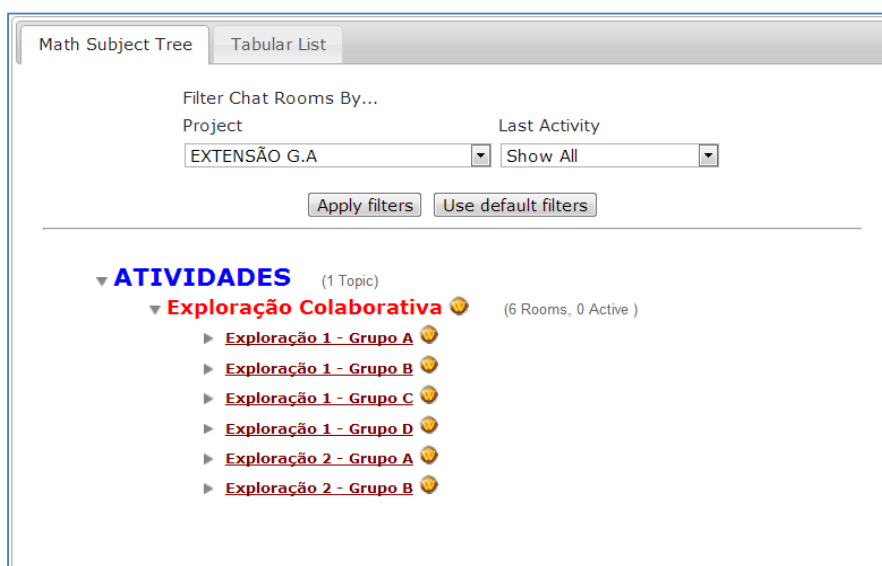 Math Subject Tree Tabular List
Filter Chat Rooms By...
Project Last Activity
EXTENSÃO G.A Show All
Apply filters Use default filters
ATIVIDADES (1 Topic)
Exploração Colaborativa (6 Rooms, 0 Active )
Exploração 1 - Grupo A
Exploração 1 - Grupo B
Exploração 1 - Grupo C
Exploração 1 - Grupo D
Exploração 2 - Grupo A
Exploração 2 - Grupo B